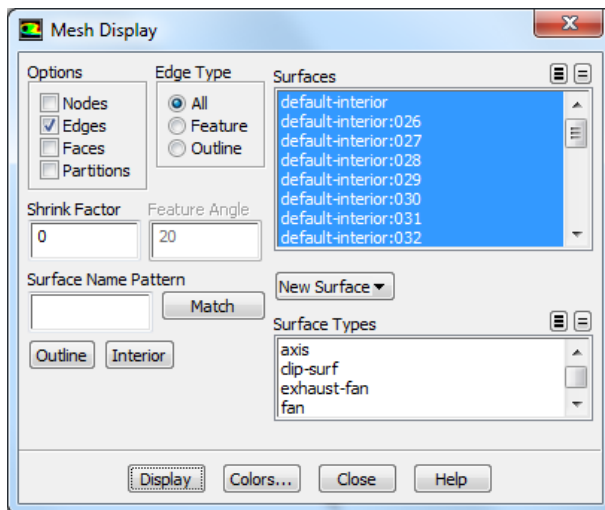 Mesh Display
Options
Nodes
Edges
Faces
Partitions
Edge Type
All
Feature
Outline
Shrink Factor
0
Feature Angle
20
Surface Name Pattern
Match
Outline Interior
Surfaces
default-interior
default-interior:026
default-interior:027
default-interior:028
default-interior:029
default-interior:030
default-interior:031
default-interior:032
New Surface
Surface Types
axis
clip-surf
exhaust-fan
fan
Display Colors... Close Help